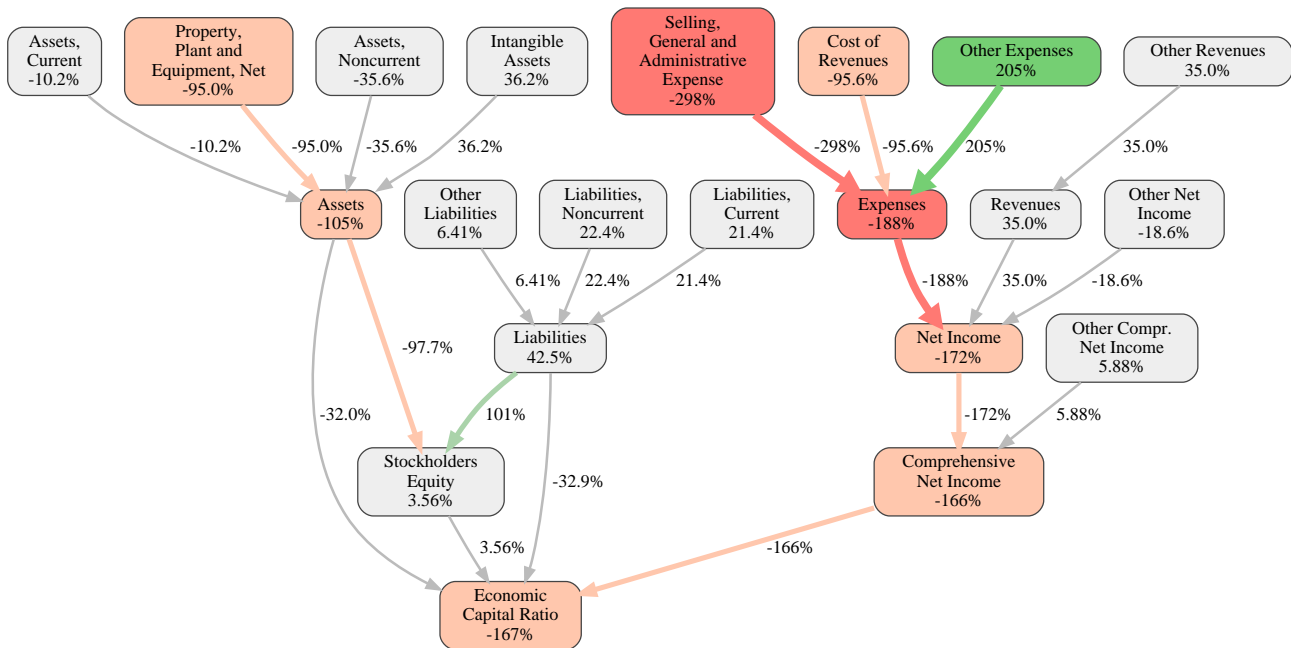 Assets,
Current
-10.2%
Property,
Plant and
Equipment, Net
-95.0%
Assets,
Noncurrent
-35.6%
Intangible
Assets
36.2%
Selling,
General and
Administrative
Expense
-298%
Cost of
Revenues
-95.6%
Other Expenses
205%
Other Revenues
35.0%
-10.2%
-95.0%
-35.6%
36.2%
-298%
-95.6%
205%
35.0%
Assets
-105%
Other
Liabilities
6.41%
Liabilities,
Noncurrent
22.4%
Liabilities,
Current
21.4%
Expenses
-188%
Revenues
35.0%
Other Net
Income
-18.6%
6.41%
22.4%
21.4%
-188%
35.0%
-18.6%
Liabilities
42.5%
Net Income
-172%
Other Compr.
Net Income
5.88%
-97.7%
-32.0%
101%
-32.9%
-172%
5.88%
Stockholders
Equity
3.56%
Comprehensive
Net Income
-166%
3.56%
-166%
Economic
Capital Ratio
-167%